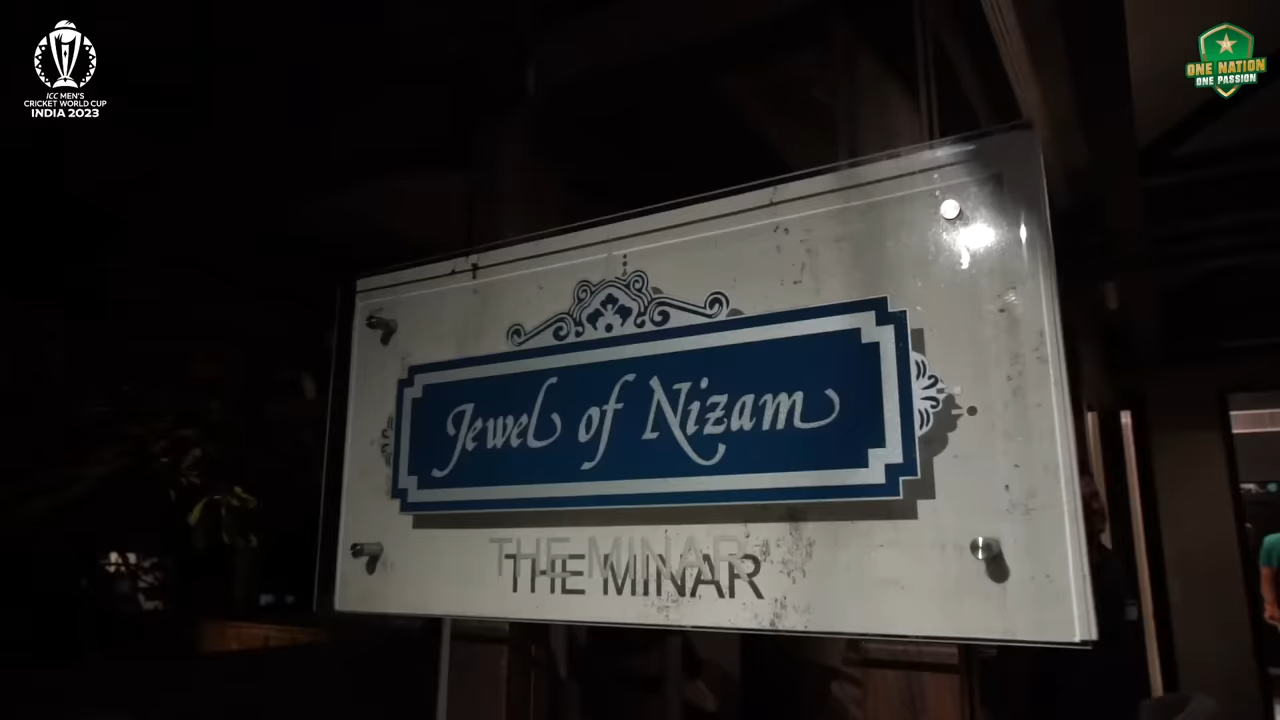 ICC MEN'S
CRICKET WORLD CUP
INDIA 2023
ONE NATION
ONE PASSION
Jewel of Nizam
THE MINAR